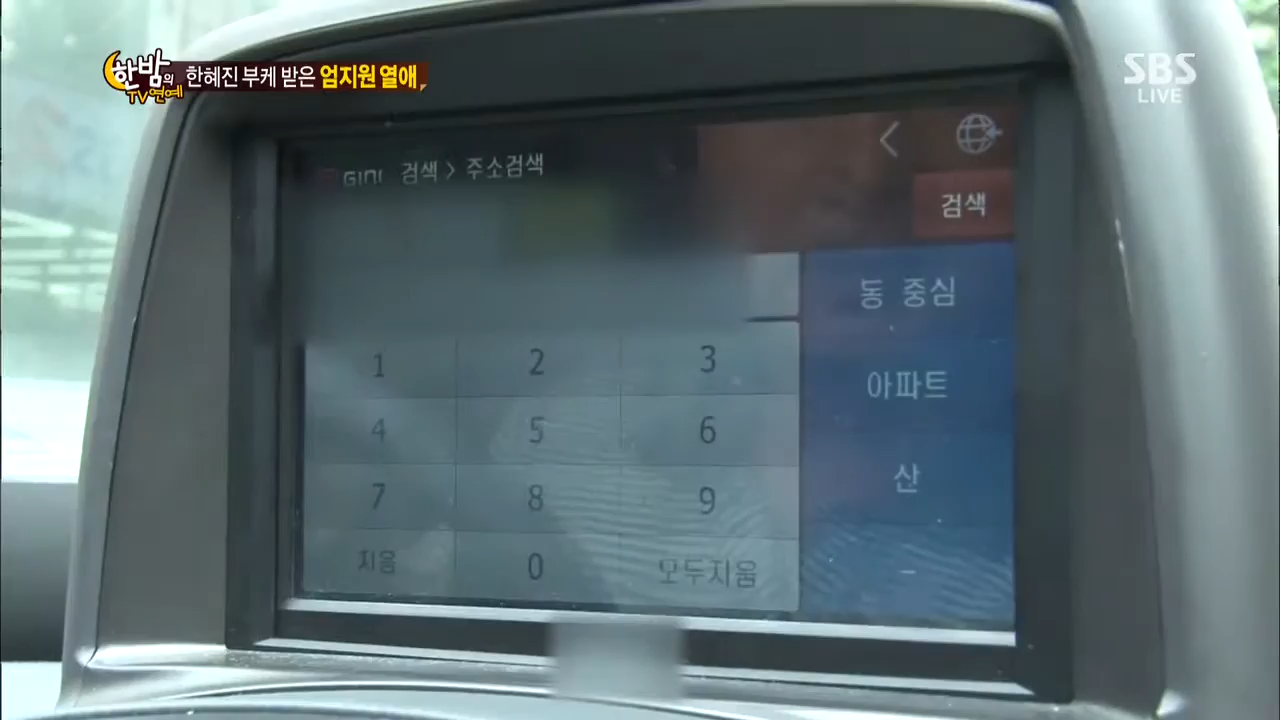 한밤의 TV연예
한혜진 부케 받은 엄지원 열애
SBS
LIVE
GINI 검색 > 주소검색
검색
동 중심
아파트
산
1 2 3
4 5 6
7 8 9
지움 0 모두지움